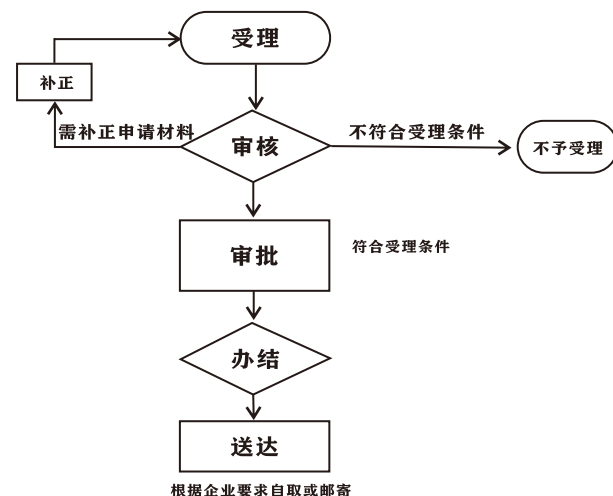 受理
补正
需补正申请材料
不符合受理条件
审核
不予受理
审批
符合受理条件
办结
送达
根据企业要求自取或邮寄